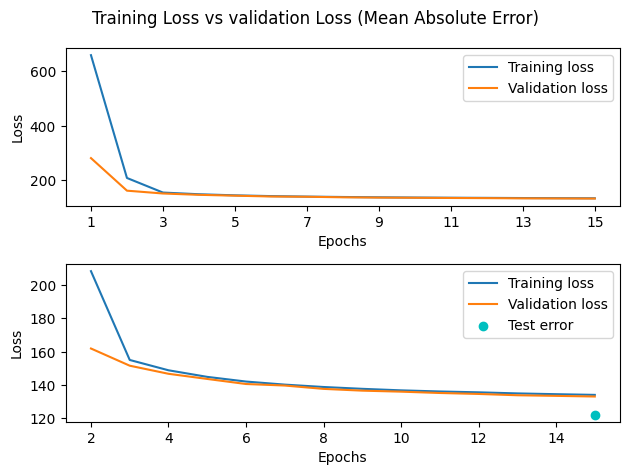 Training Loss vs validation Loss (Mean Absolute Error)
600
400
200
Loss
Training loss
Validation loss
1 3 5 7 9 11 13 15
Epochs
200
180
160
140
120
Loss
Training loss
Validation loss
Test error
2 4 6 8 10 12 14
Epochs